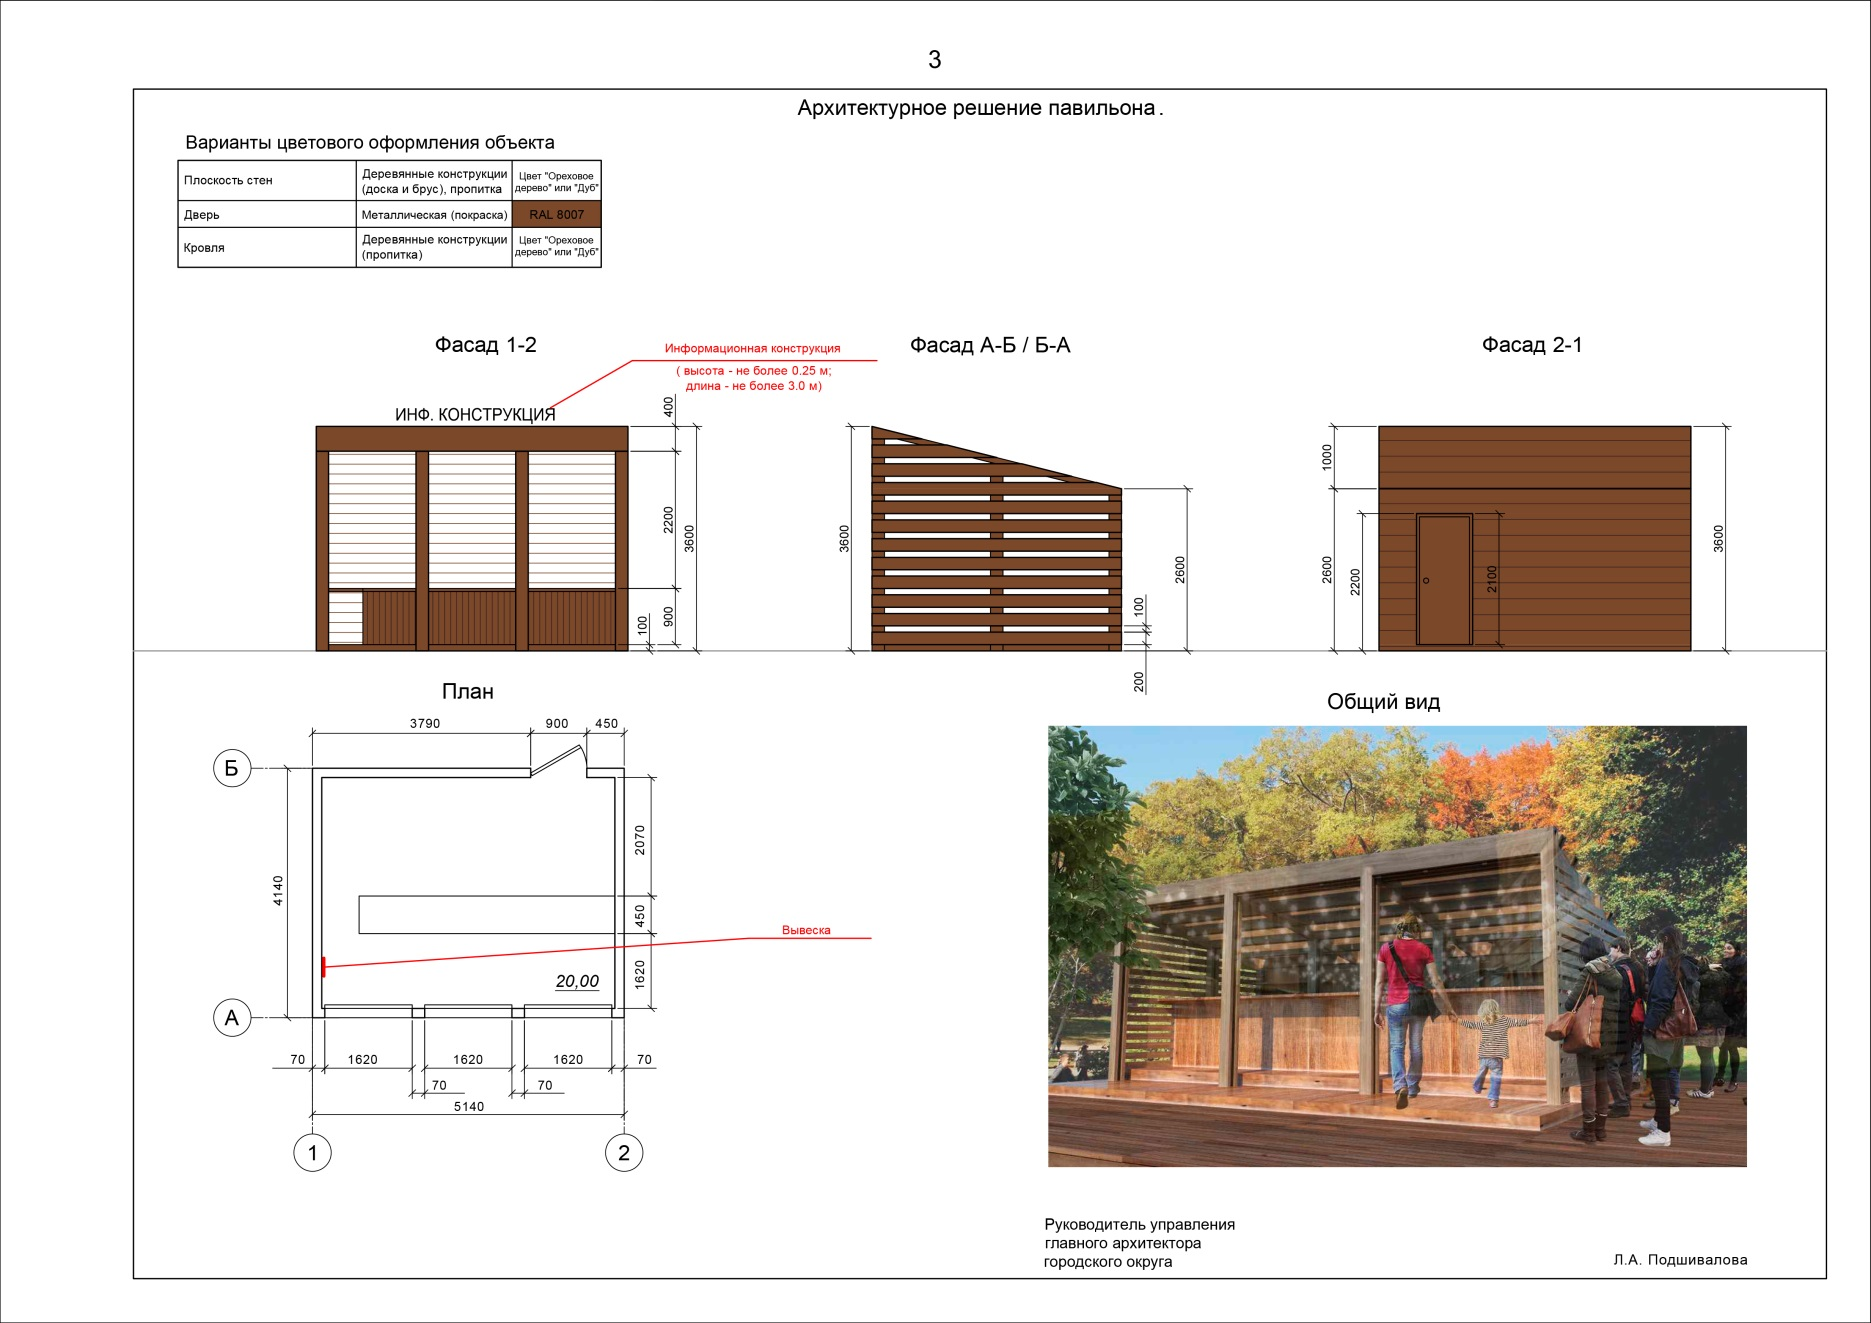 3
Архитектурное решение павильона.
Варианты цветового оформления объекта
Плоскость стен
Деревянные конструкции
(доска и брус), пропитка
Цвет "Ореховое
дерево" или "Дуб"
Дверь
Металлическая (покраска)
RAL 8007
Кровля
Деревянные конструкции
(пропитка)
Цвет "Ореховое
дерево" или "Дуб"
Фасад 1-2
Информационная конструкция
( высота - не более 0.25 м;
длина - не более 3.0 м)
ИНФ. КОНСТРУКЦИЯ
400
2200
3600
900
100
Фасад А-Б / Б-А
3600
2600
100
200
Фасад 2-1
1000
2600
2200
2100
3600
План
3790
900
450
Б
4140
2070
450
1620
Вывеска
20,00
А
70
1620
1620
1620
70
70
70
5140
1
2
Общий вид
Руководитель управления
главного архитектора
городского округа
Л.А. Подшивалова